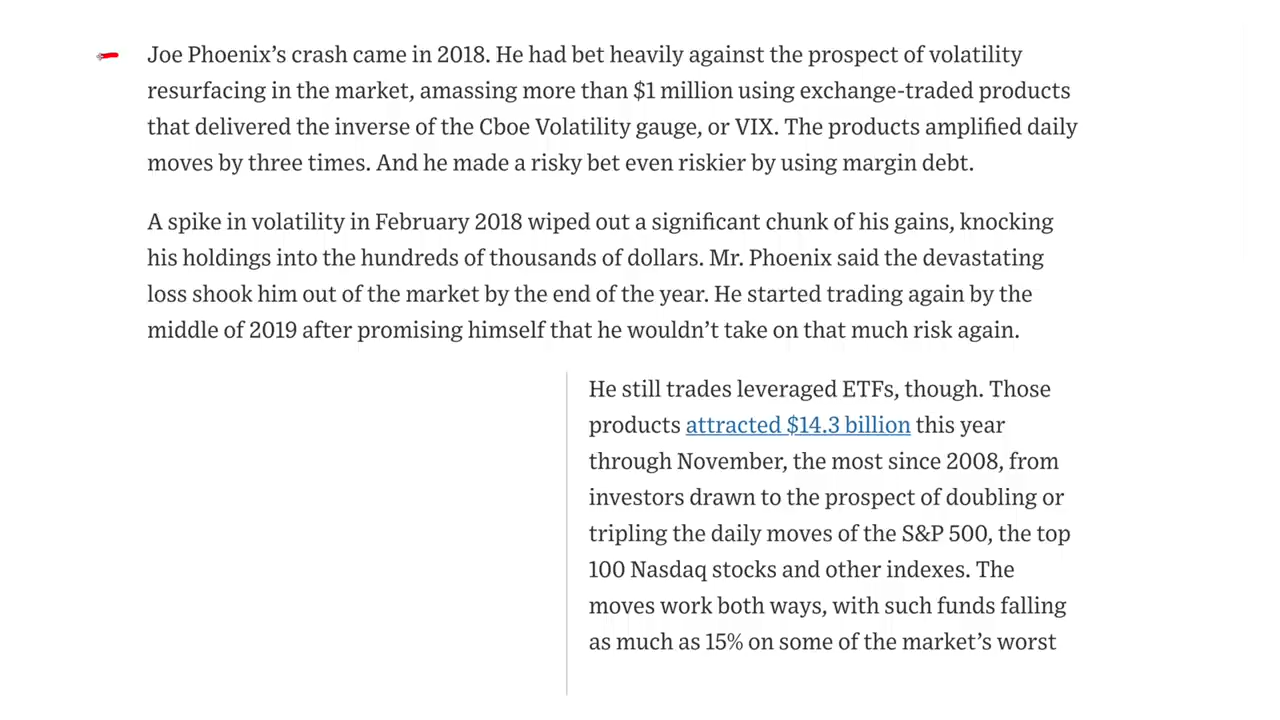 Joe Phoenix’s crash came in 2018. He had bet heavily against the prospect of volatility
resurfacing in the market, amassing more than $1 million using exchange-traded products
that delivered the inverse of the Cboe Volatility gauge, or VIX. The products amplified daily
moves by three times. And he made a risky bet even riskier by using margin debt.
A spike in volatility in February 2018 wiped out a significant chunk of his gains, knocking
his holdings into the hundreds of thousands of dollars. Mr. Phoenix said the devastating
loss shook him out of the market by the end of the year. He started trading again by the
middle of 2019 after promising himself that he wouldn’t take on that much risk again.
He still trades leveraged ETFs, though. Those
products attracted $14.3 billion this year
through November, the most since 2008, from
investors drawn to the prospect of doubling or
tripling the daily moves of the S&P 500, the top
100 Nasdaq stocks and other indexes. The
moves work both ways, with such funds falling
as much as 15% on some of the market’s worst